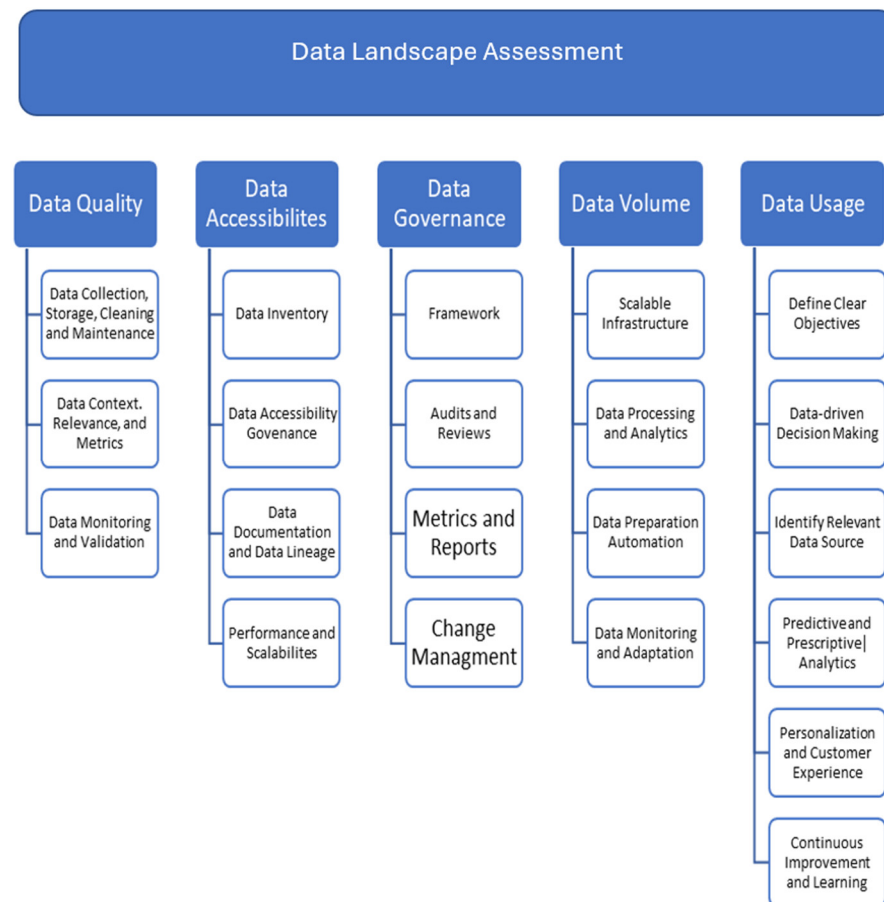 Data Landscape Assessment
Data Quality
Data Collection,
Storage, Cleaning
and Maintenance
Data Context.
Relevance, and
Metrics
Data Monitoring
and Validation
Data
Accessibilites
Data Inventory
Data Accessibility
Govenance
Data
Documentation
and Data Lineage
Performance and
Scalabilites
Data
Governance
Framework
Audits and
Reviews
Metrics and
Reports
Change
Managment
Data Volume
Scalable
Infrastructure
Data Processing
and Analytics
Data Preparation
Automation
Data Monitoring
and Adaptation
Data Usage
Define Clear
Objectives
Data-driven
Decision Making
Identify Relevant
Data Source
Predictive and
Prescriptive|
Analytics
Personalization
and Customer
Experience
Continuous
Improvement
and Learning